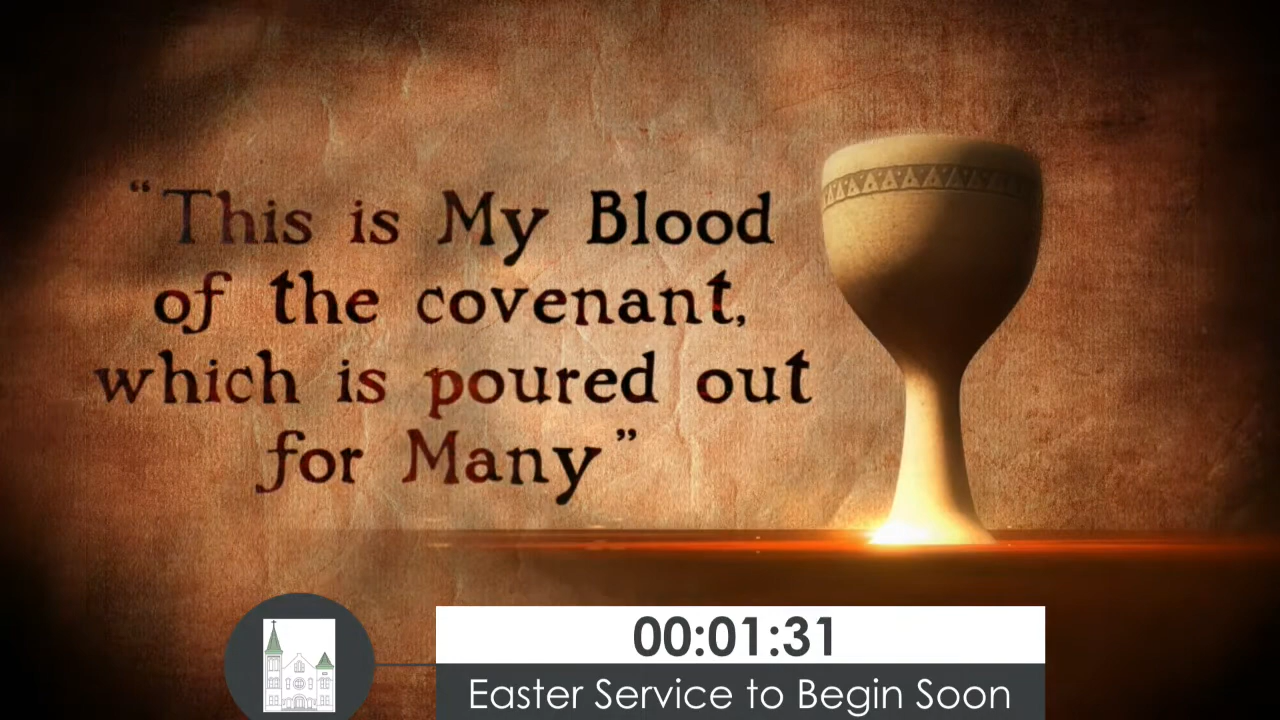 “This is My Blood
of the covenant,
which is poured out
for Many”
00:01:31
Easter Service to Begin Soon